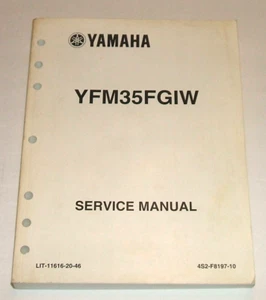 YAMAHA
YFM35FGIW
SERVICE MANUAL
LIT-11616-20-46 4S2-F8197-10